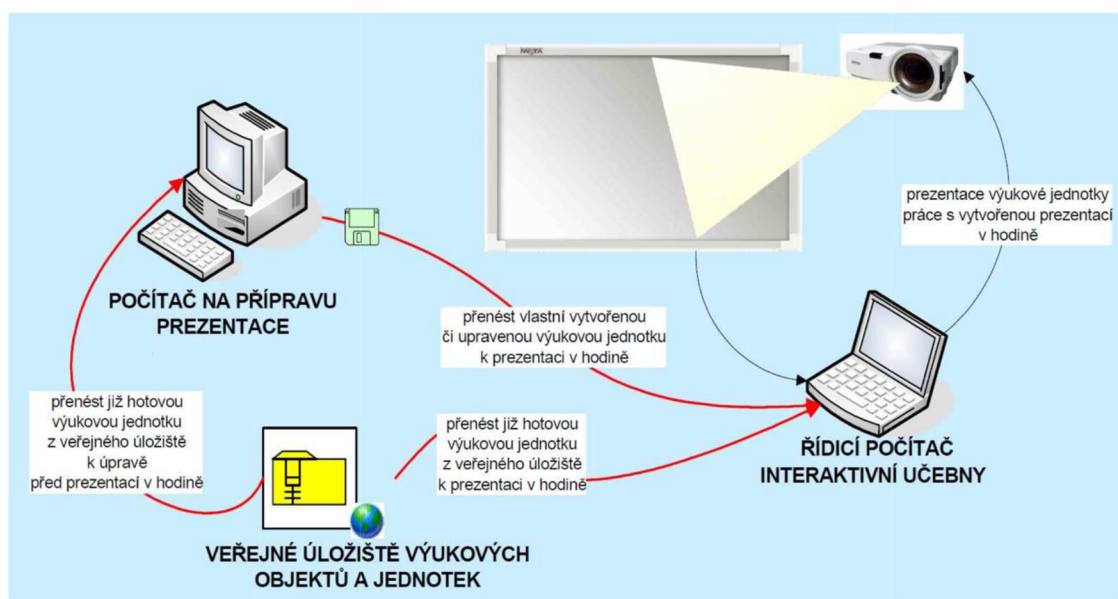 prezentace výukové jednotky
práce s vytvořenou prezentací
v hodině
POČÍTAČ NA PŘÍPRAVU
PREZENTACE
přenést vlastní vytvořenou
či upravenou výukovou jednotku
k prezentaci v hodině
přenést již hotovou
výukovou jednotku
z veřejného úložiště
k úpravě
před prezentací v hodině
přenést již hotovou
výukovou jednotku
z veřejného úložiště
k prezentaci v hodině
ŘÍDICÍ POČÍTAČ
INTERAKTIVNÍ UČEBNY
VEŘEJNÉ ÚLOŽIŠTĚ VÝUKOVÝCH
OBJEKTŮ A JEDNOTEK